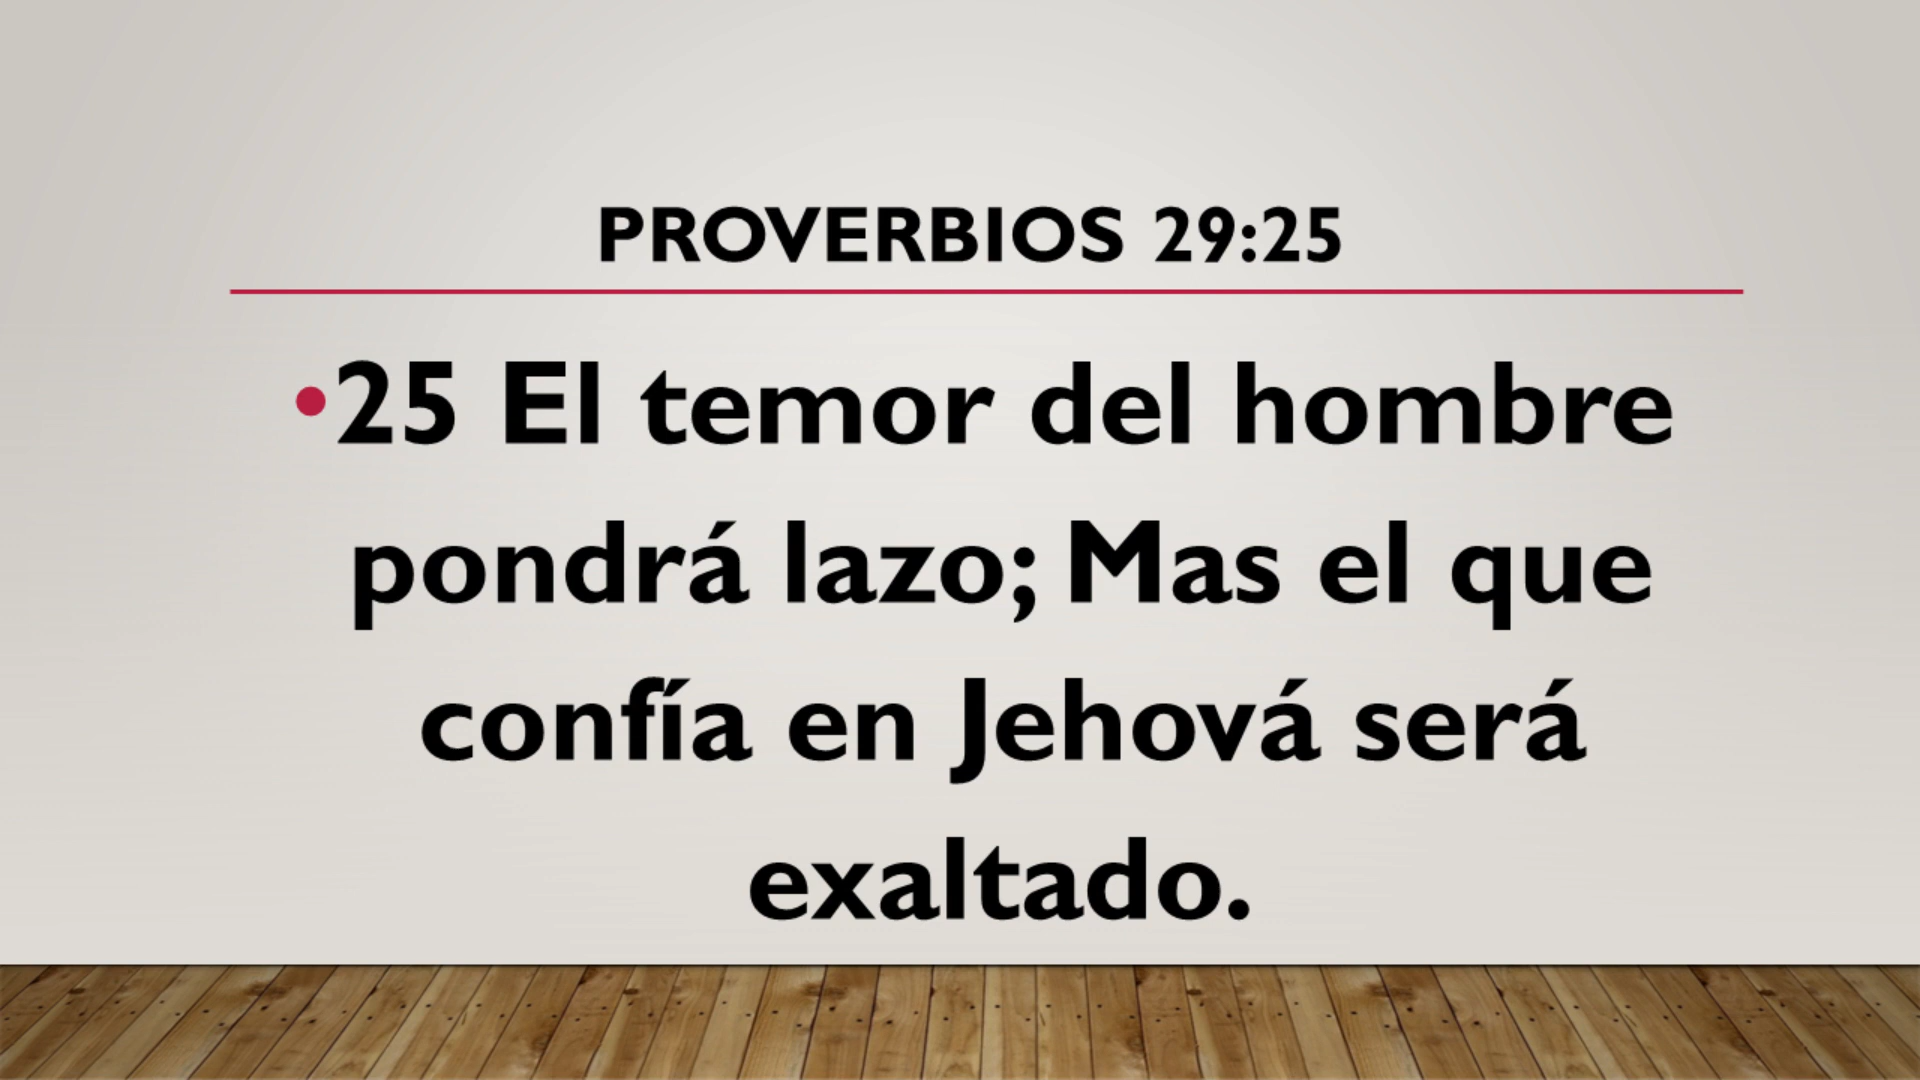 PROVERBIOS 29:25
•25 El temor del hombre
pondrá lazo; Mas el que
confía en Jehová será
exaltado.